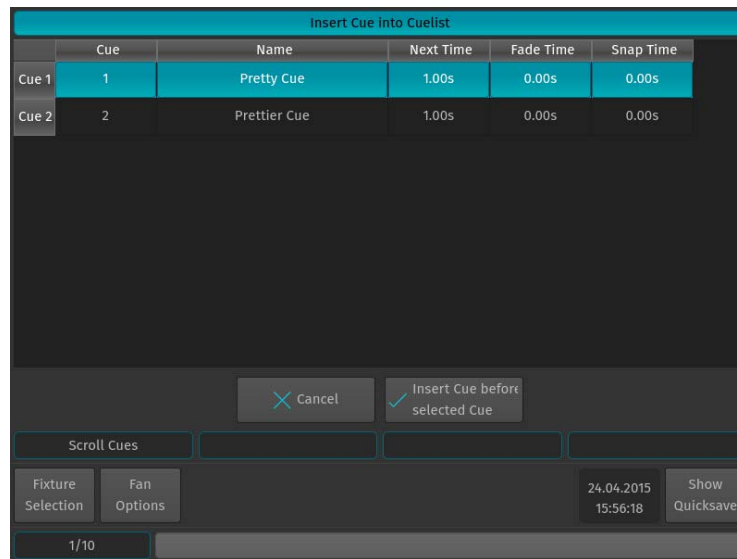 Insert Cue into Cuelist
Cue Name Next Time Fade Time Snap Time
Cue 1 1 Pretty Cue 1.00s 0.00s 0.00s
Cue 2 2 Prettier Cue 1.00s 0.00s 0.00s
Cancel
Insert Cue before
selected Cue
Scroll Cues
Fixture
Selection
Fan
Options
24.04.2015
15:56:18
Show
Quicksave
1/10